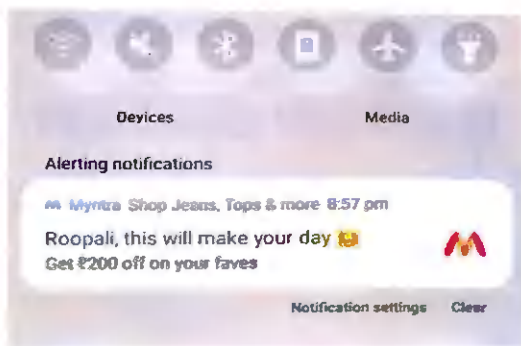 Devices Media
Alerting notifications
Myntra Shop Jeans, Tops & more 8:57 pm
Roopali, this will make your day 😍
Get ₹200 off on your faves
Notification settings Clear